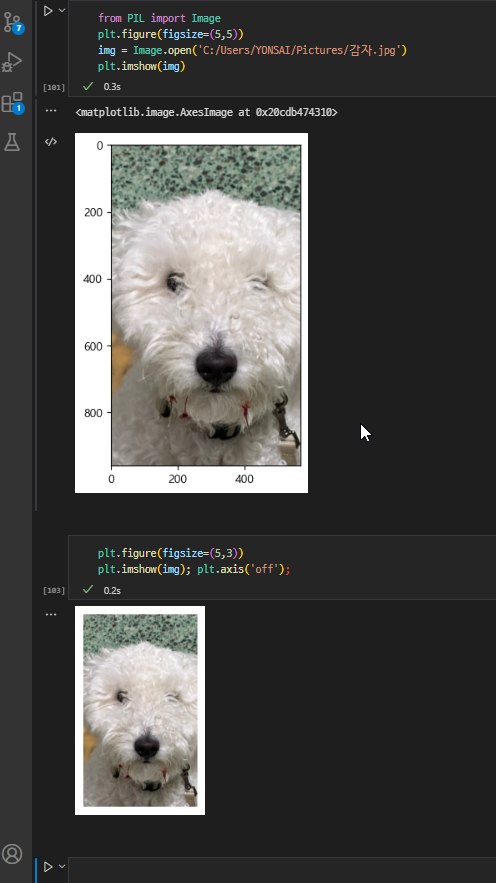 7
from PIL import Image
plt.figure(figsize=(5,5))
img = Image.open('C:/Users/YONSAI/Pictures/감자.jpg')
plt.imshow(img)
[101]
0.3s
1
...
<matplotlib.image.AxesImage at 0x20cdb474310>
0
200
400
600
800
0 200 400
plt.figure(figsize=(5,3))
plt.imshow(img); plt.axis('off');
[103]
0.2s
...